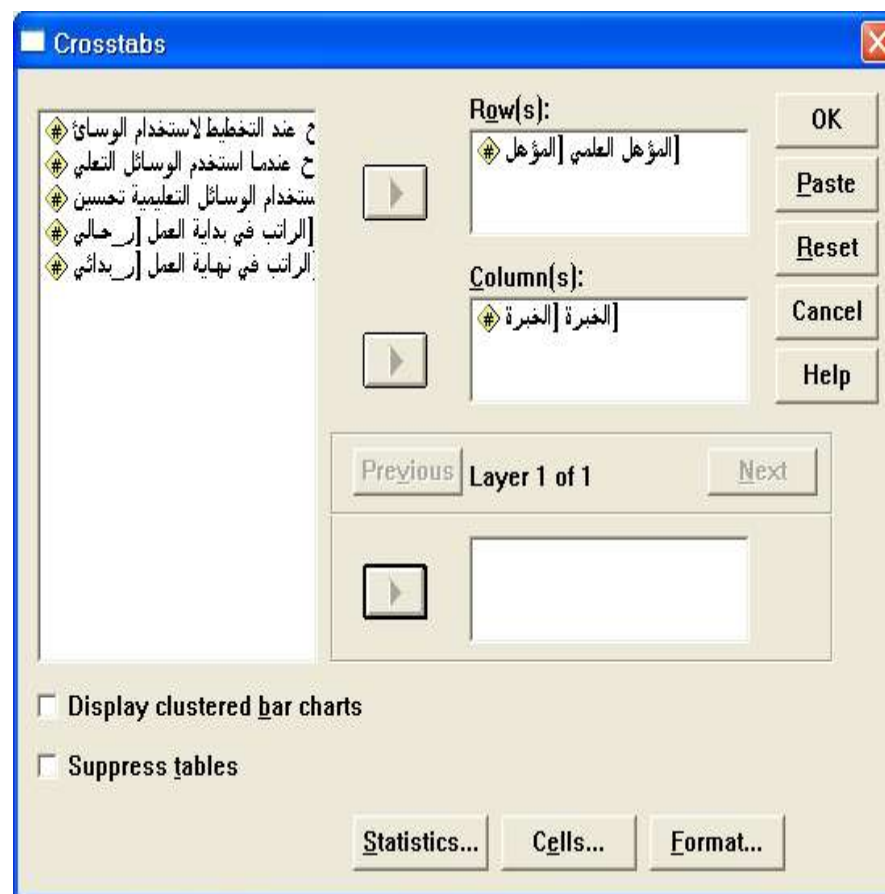 Crosstabs
ح عند التخطيط لاستخدام الوسائ
ح عندما استخدم الوسائل التعلي
ستخدام الوسائل التعليمية تحسين
الراتب في بداية العمل [ر_حالي]
الراتب في نهاية العمل [ر_بدائي]
Row(s):
المؤهل العلمي [المؤهل]
Column(s):
الخبرة [الخبرة]
Previous
Layer 1 of 1
Next
Display clustered bar charts
Suppress tables
Statistics...
Cells...
Format...
OK
Paste
Reset
Cancel
Help